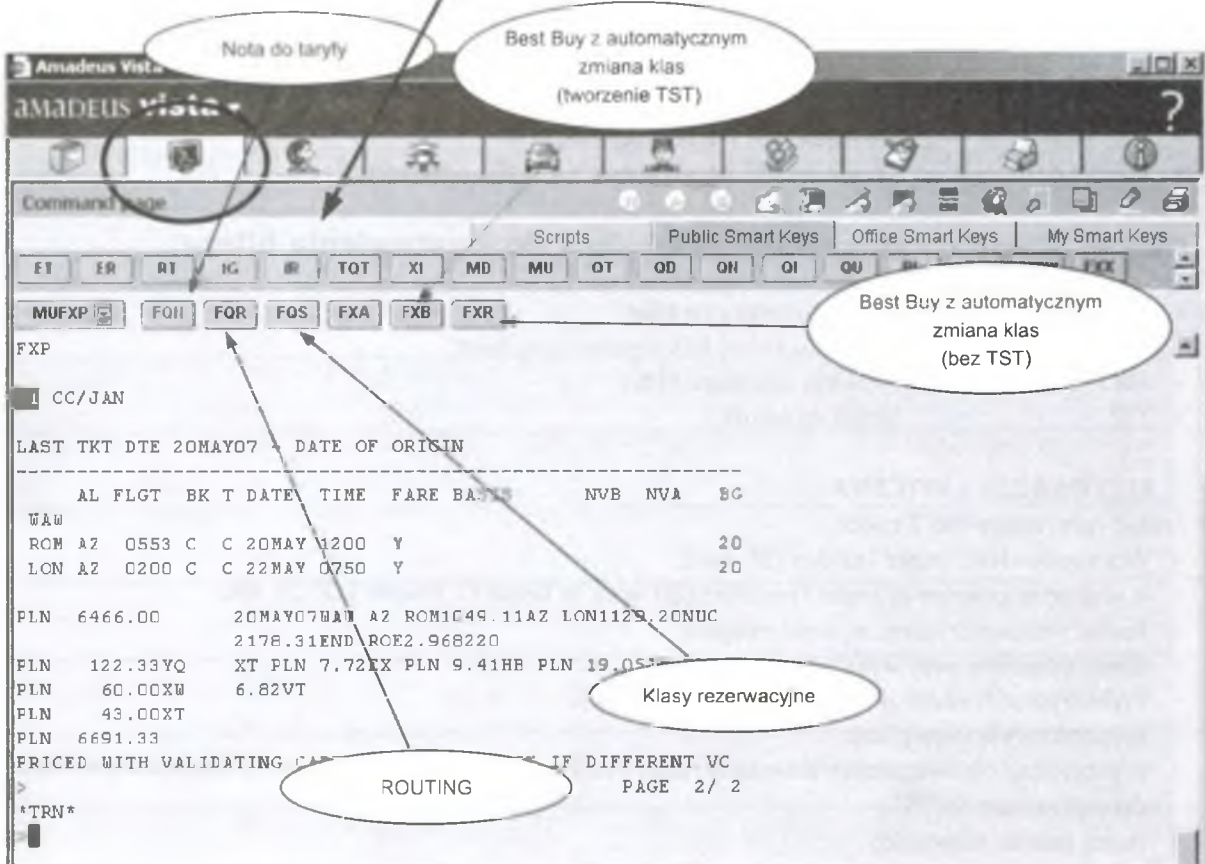 Nota do taryfy
Best Buy z automatycznym
zmiana klas
(tworzenie TST)
Amadeus Vista
amadeus vista
?
Command page
Scripts Public Smart Keys Office Smart Keys My Smart Keys
ET ER RT IG IR TQT XI MD MU QT QD QN QI QU FXX
MUFXP FQN FQR FQS FXA FXB FXR
Best Buy z automatycznym
zmiana klas
(bez TST)
FXP
1 CC/JAN
LAST TKT DTE 20MAY07 - DATE OF ORIGIN
AL FLGT BK T DATE TIME FARE BASIS NVB NVA BG
WAW
ROM AZ 0553 C C 20MAY 1200 Y 20
LON AZ 0200 C C 22MAY 0750 Y 20
PLN 6466.00 20MAY07WAW AZ ROM1049.11AZ LON1129.20NUC
2178.31END ROE2.968220
PLN 122.33YQ XT PLN 7.72EX PLN 9.41HB PLN
PLN 60.00XW 6.82VT
PLN 43.00XT
PLN 6691.33
Klasy rezerwacyjne
PRICED WITH VALIDATING IF DIFFERENT VC
ROUTING
> PAGE 2/ 2
*TRN*